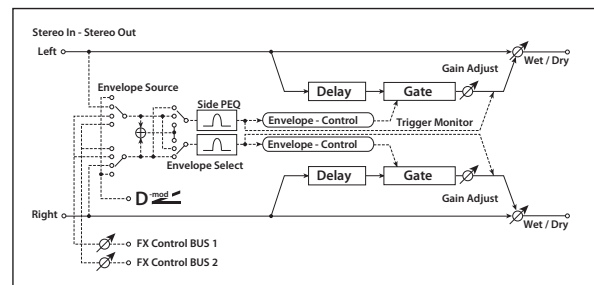 Stereo In - Stereo Out
Left
Wet / Dry
Gain Adjust
Envelope Source
Side PEQ
Delay
Gate
Envelope - Control
Trigger Monitor
Envelope - Control
Envelope Select
D-mod
Delay
Gate
Gain Adjust
Right
Wet / Dry
FX Control BUS 1
FX Control BUS 2